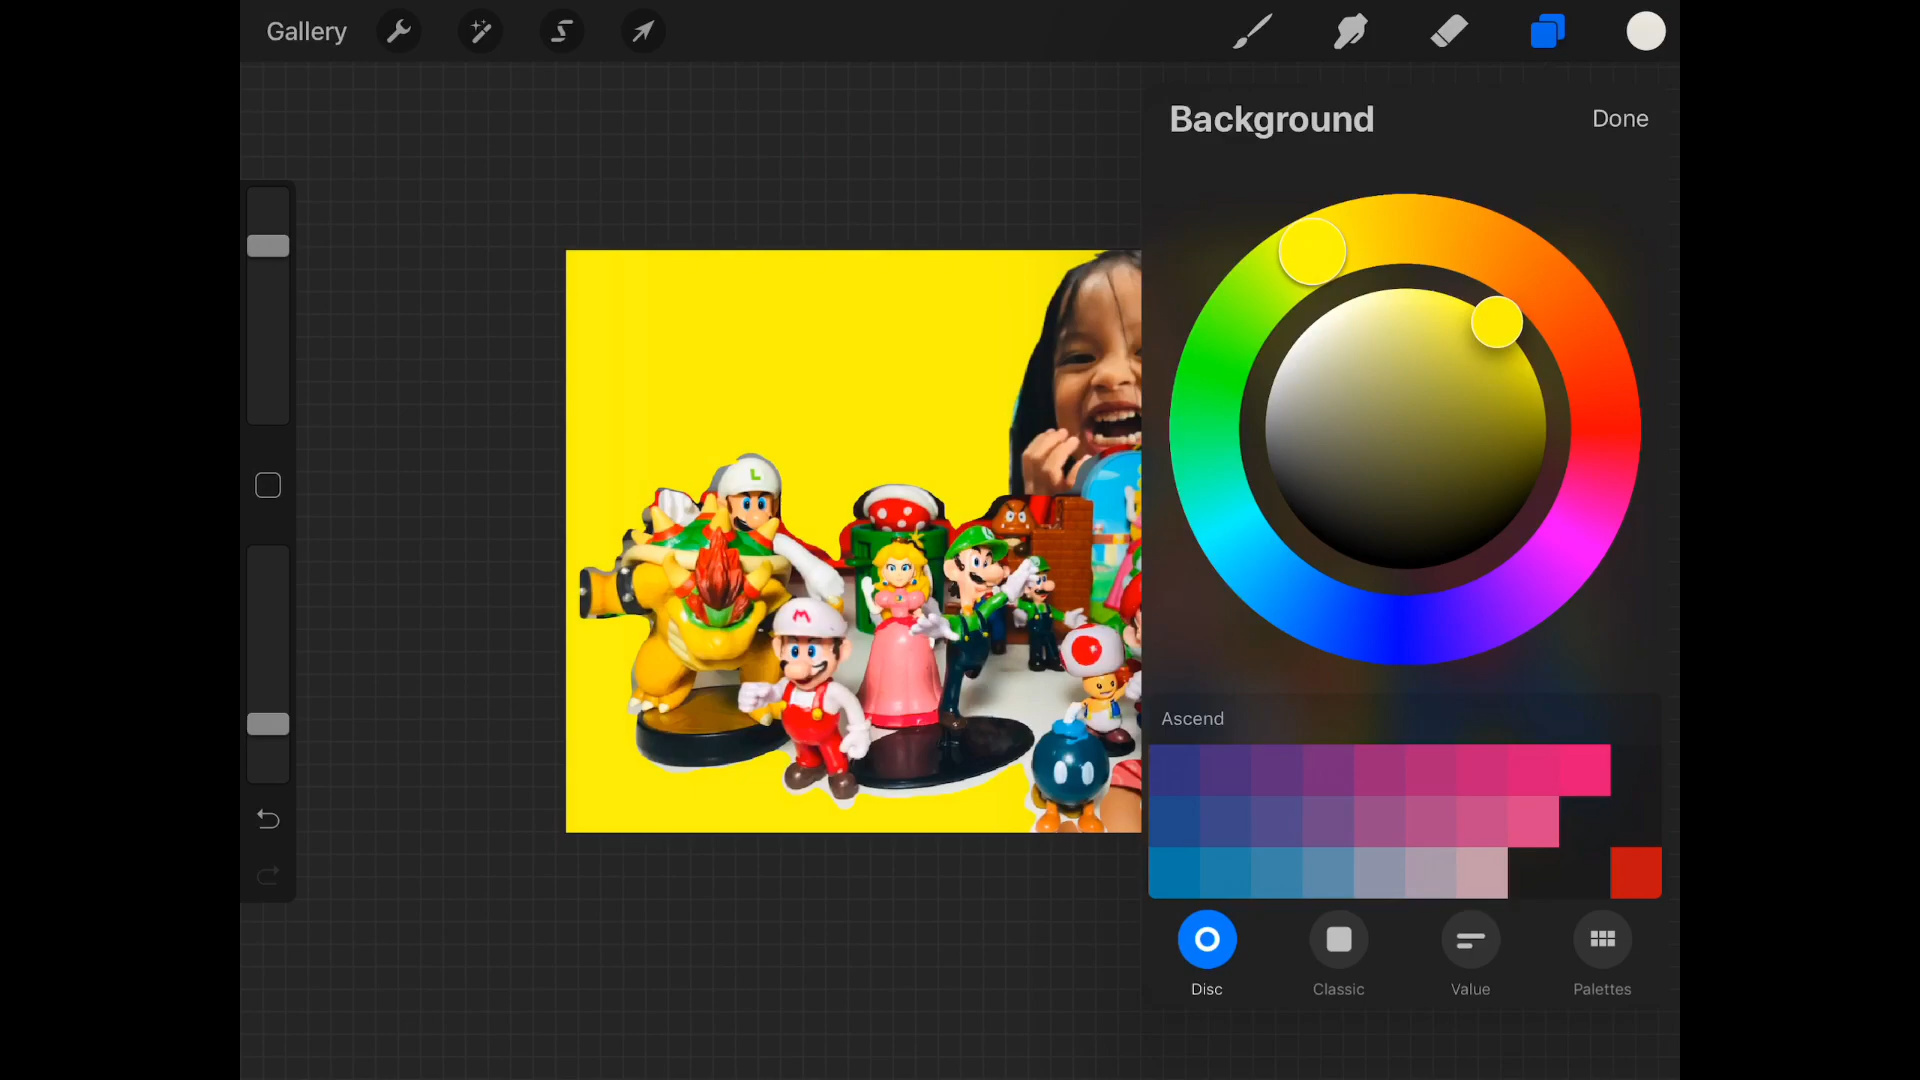 Gallery
Background
Done
L
M
Ascend
Disc
Classic
Value
Palettes